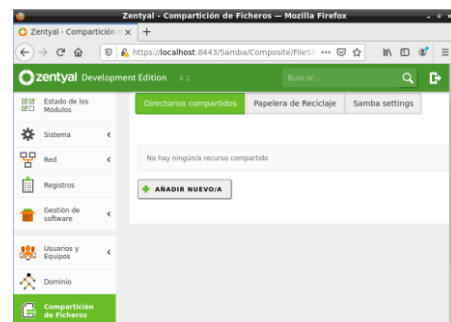 Zentyal - Compartición de Ficheros — Mozilla Firefox
Zentyal - Compartición
https://localhost:8443/Samba/Composite/FileSh
zentyal Development Edition 6.2
Buscar...
Directorios compartidos Papelera de Reciclaje Samba settings
Estado de los
Módulos
Sistema
Red
No hay ningún/a recurso compartido
Registros
AÑADIR NUEVO/A
Gestión de
software
Usuarios y
Equipos
Dominio
Compartición
de Ficheros